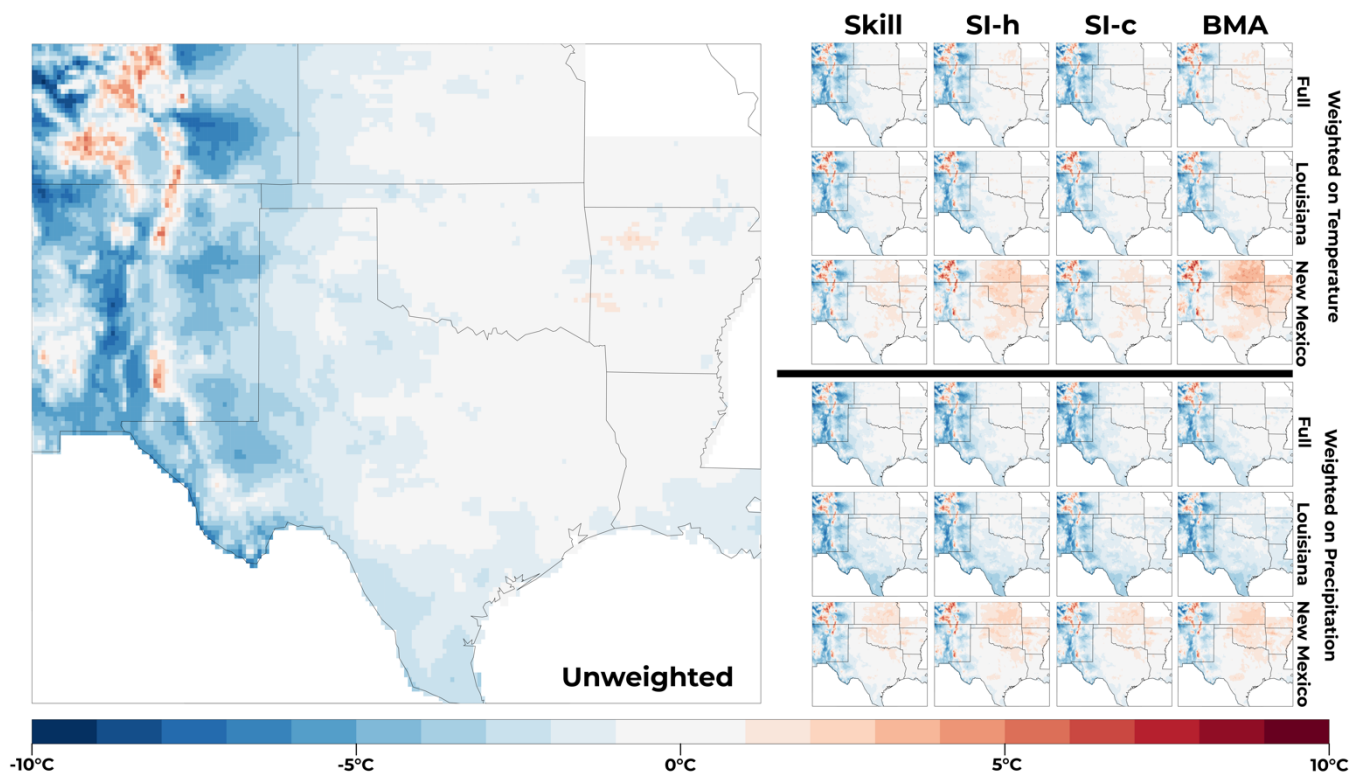 Skill SI-h SI-c BMA
Full
Louisiana
New Mexico
Weighted on Temperature
Full
Louisiana
New Mexico
Weighted on Precipitation
Unweighted
-10°C -5°C 0°C 5°C 10°C